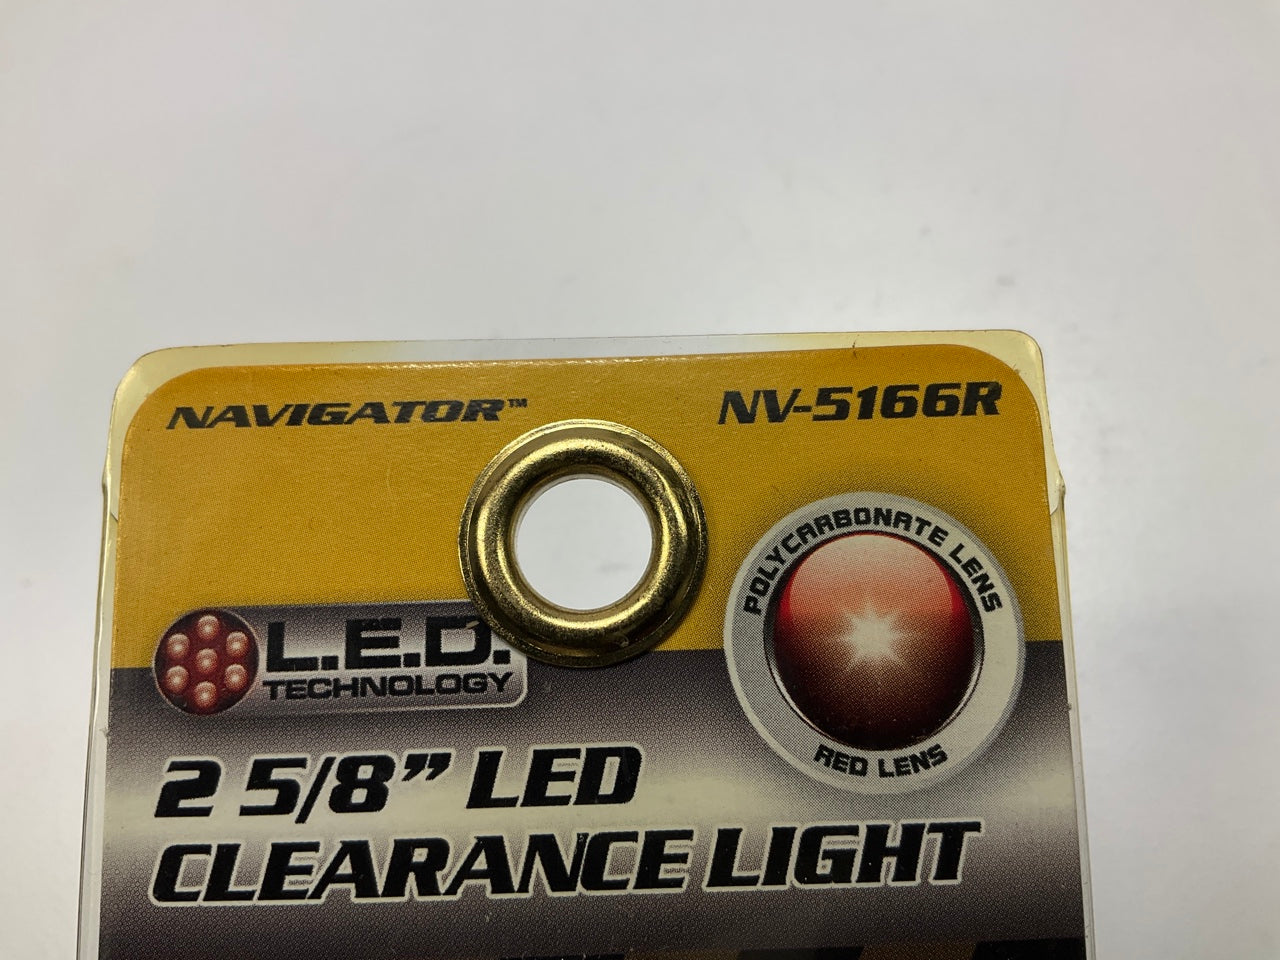 NAVIGATOR™
NV-5166R
POLYCARBONATE LENS
RED LENS
L.E.D.
TECHNOLOGY
2 5/8” LED
CLEARANCE LIGHT